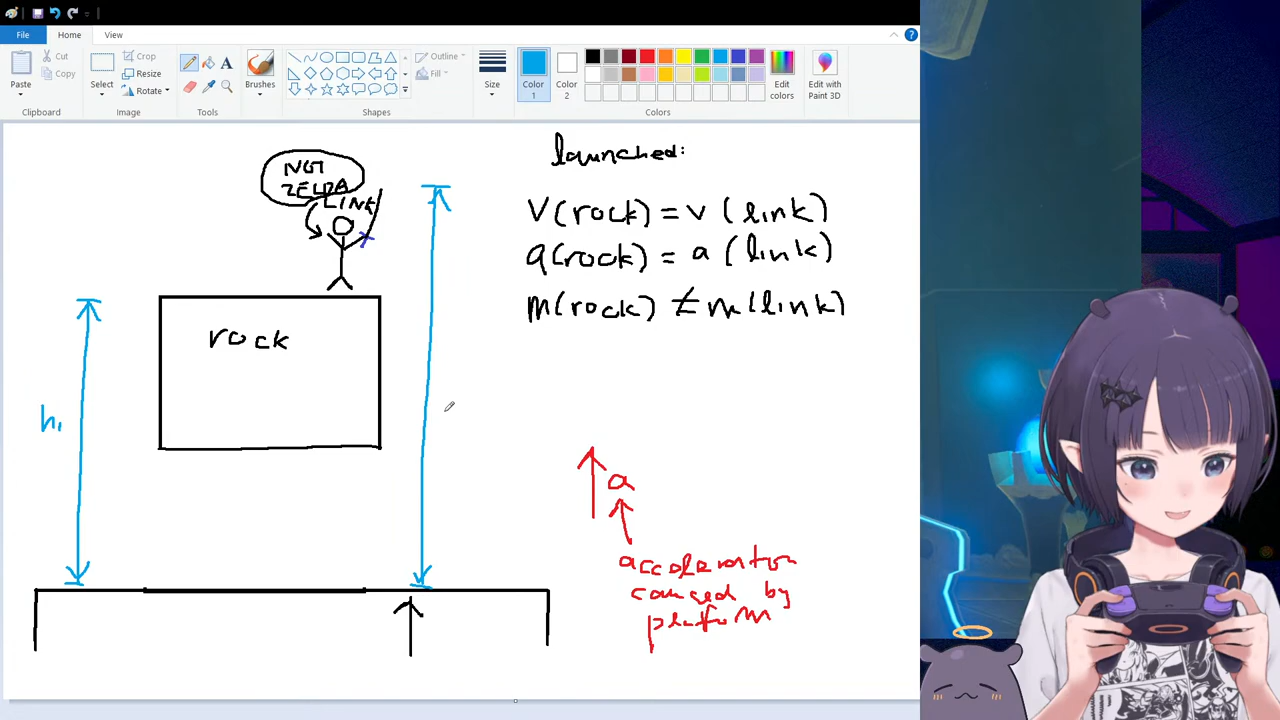 File
Home
View
Paste
Cut
Copy
Clipboard
Select
Crop
Resize
Rotate
Image
Tools
Brushes
Shapes
Outline
Fill
Size
Color
1
Color
2
Edit
colors
Edit with
Paint 3D
Colors
NOT
ZELDA
LINK
rock
h₁
launched:
v(rock) = v (link)
a(rock) = a (link)
m(rock) ≠ m(link)
a
acceleration
caused by
platform